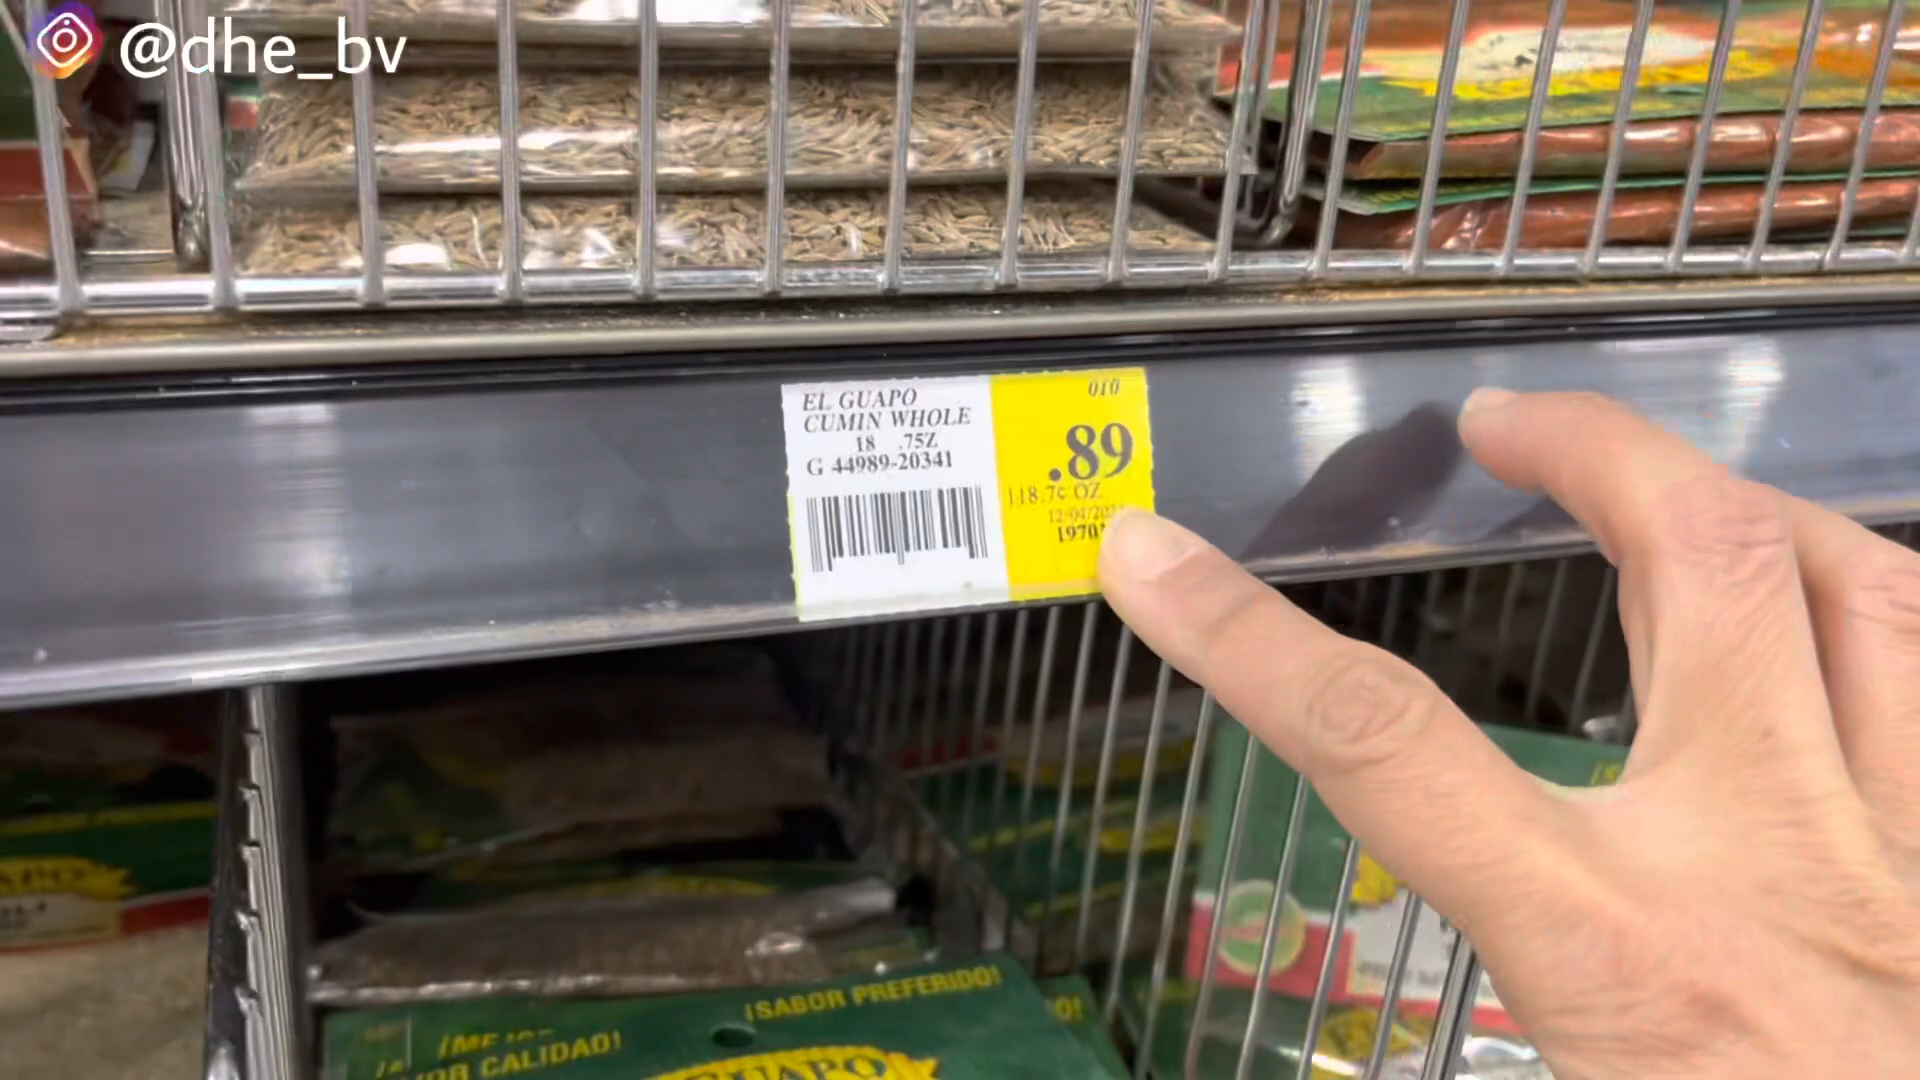 @dhe_bv
EL GUAPO
CUMIN WHOLE
18 .75Z
G 44989-20341
010
.89
118.7¢ OZ
¡SABOR PREFERIDO!
CALIDAD!